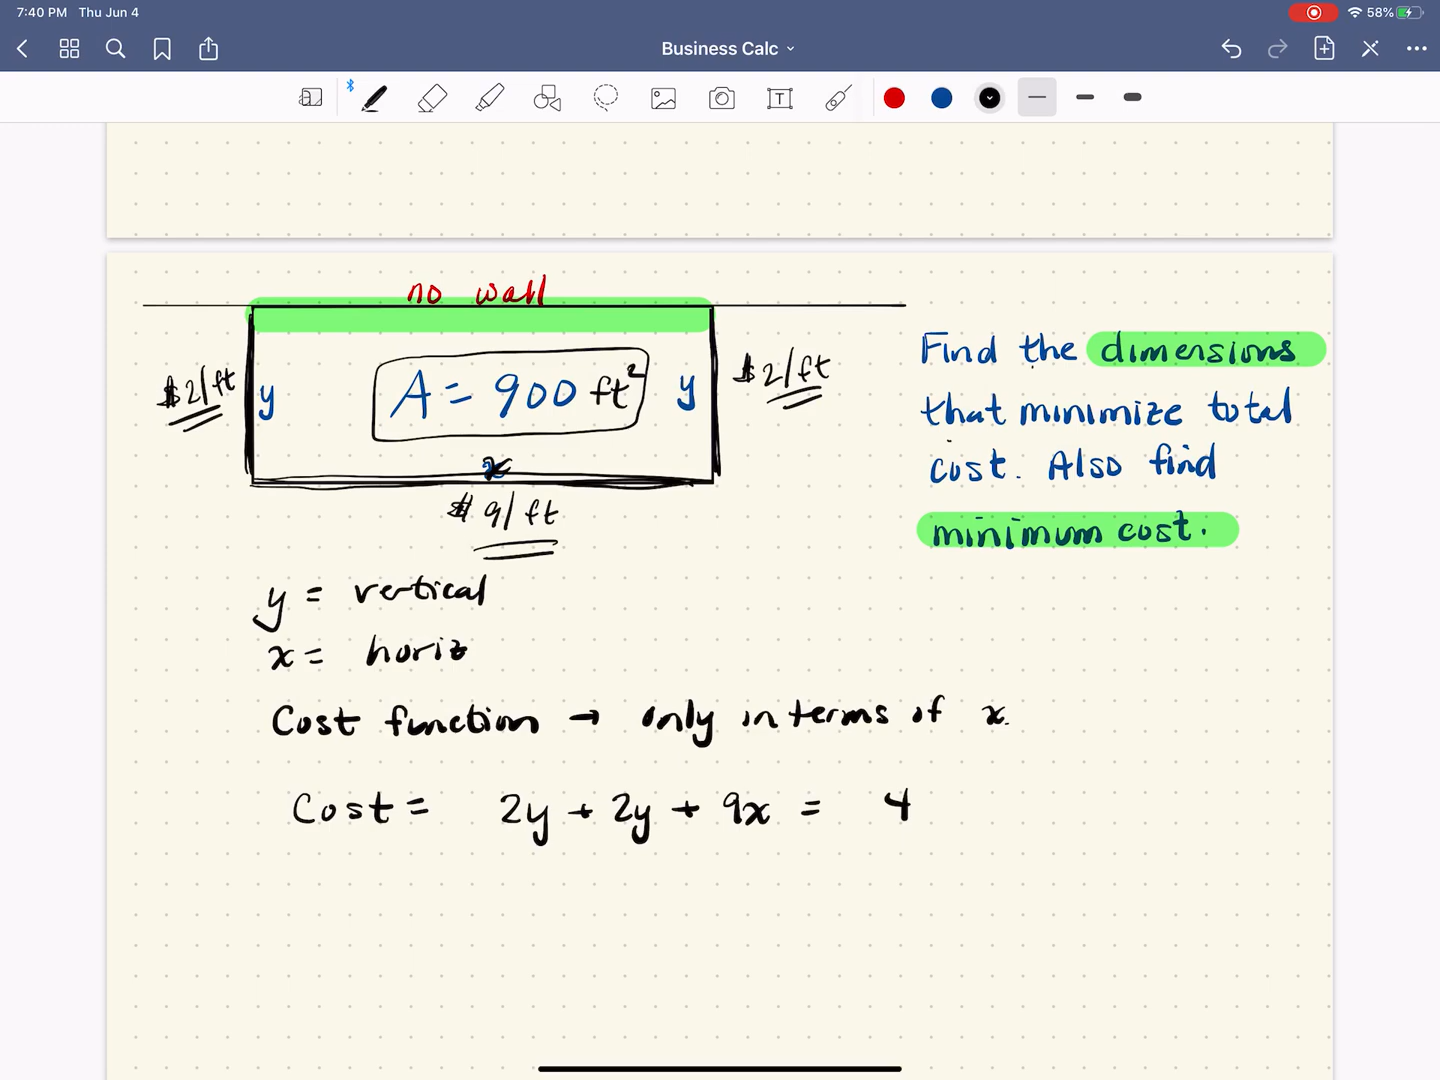 7:40 PM Thu Jun 4
58%
Business Calc
no wall
$2/ft
y
A = 900 ft²
y
$2/ft
x
$9/ft
Find the dimensions
that minimize total
cost. Also find
minimum cost.
y = vertical
x = horiz
Cost function → only in terms of x.
Cost = 2y + 2y + 9x = 4